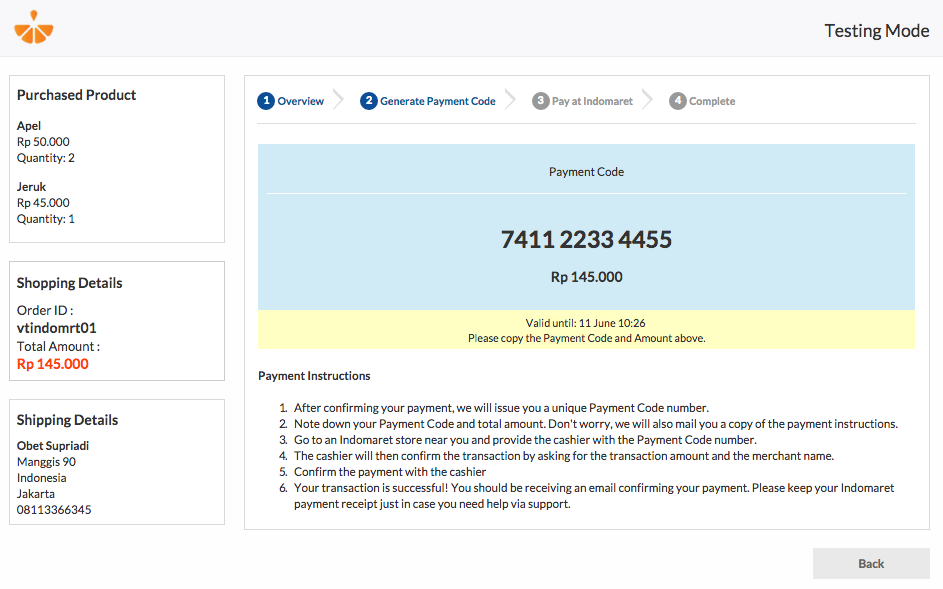 Testing Mode
Purchased Product
Apel
Rp 50.000
Quantity: 2
Jeruk
Rp 45.000
Quantity: 1
Shopping Details
Order ID :
vtindomrt01
Total Amount :
Rp 145.000
Shipping Details
Obet Supriadi
Manggis 90
Indonesia
Jakarta
08113366345
1 Overview 2 Generate Payment Code 3 Pay at Indomaret 4 Complete
Payment Code
7411 2233 4455
Rp 145.000
Valid until: 11 June 10:26
Please copy the Payment Code and Amount above.
Payment Instructions
1. After confirming your payment, we will issue you a unique Payment Code number.
2. Note down your Payment Code and total amount. Don't worry, we will also mail you a copy of the payment instructions.
3. Go to an Indomaret store near you and provide the cashier with the Payment Code number.
4. The cashier will then confirm the transaction by asking for the transaction amount and the merchant name.
5. Confirm the payment with the cashier
6. Your transaction is successful! You should be receiving an email confirming your payment. Please keep your Indomaret
payment receipt just in case you need help via support.
Back